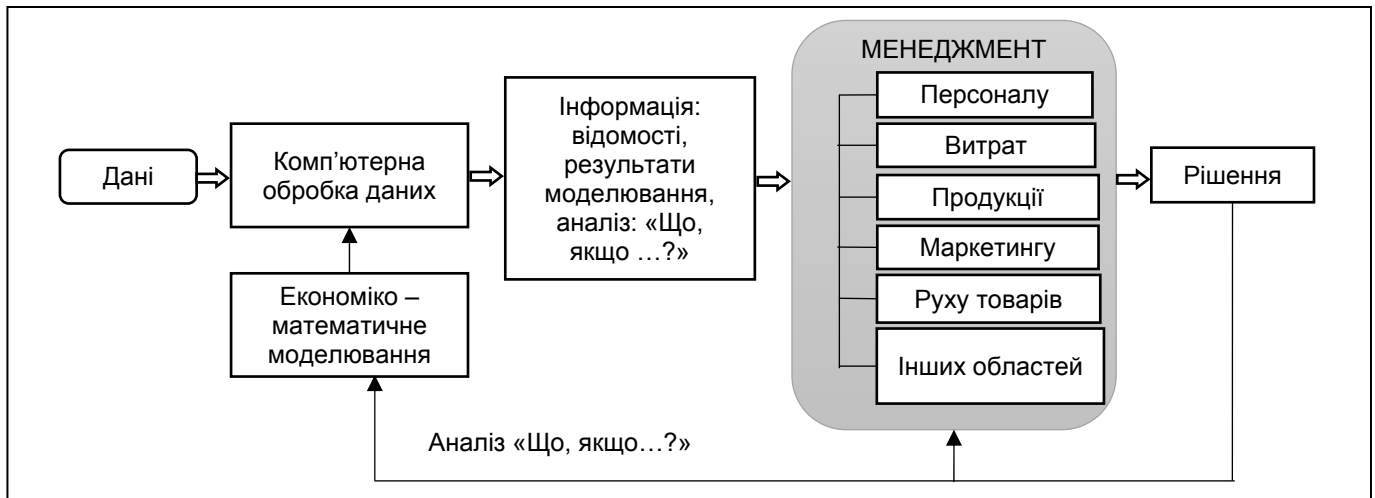 Дані
Комп’ютерна
обробка даних
Економіко –
математичне
моделювання
Інформація:
відомості,
результати
моделювання,
аналіз: «Що,
якщо …?»
МЕНЕДЖМЕНТ
Персоналу
Витрат
Продукції
Маркетингу
Руху товарів
Інших областей
Рішення
Аналіз «Що, якщо…?»